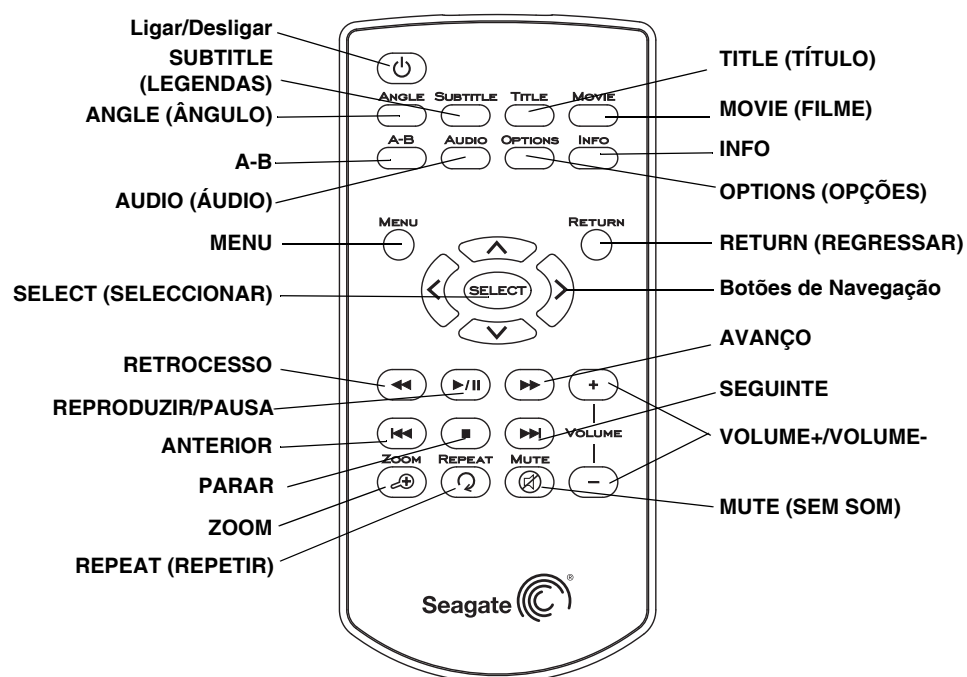 Ligar/Desligar
SUBTITLE
(LEGENDAS)
ANGLE (ÂNGULO)
A-B
AUDIO (ÁUDIO)
MENU
SELECT (SELECCIONAR)
RETROCESSO
REPRODUZIR/PAUSA
ANTERIOR
PARAR
ZOOM
REPEAT (REPETIR)
ANGLE SUBTITLE TITLE MOVIE
A-B AUDIO OPTIONS INFO
MENU RETURN
SELECT
+
VOLUME
−
ZOOM REPEAT MUTE
Seagate®
TITLE (TÍTULO)
MOVIE (FILME)
INFO
OPTIONS (OPÇÕES)
RETURN (REGRESSAR)
Botões de Navegação
AVANÇO
SEGUINTE
VOLUME+/VOLUME-
MUTE (SEM SOM)